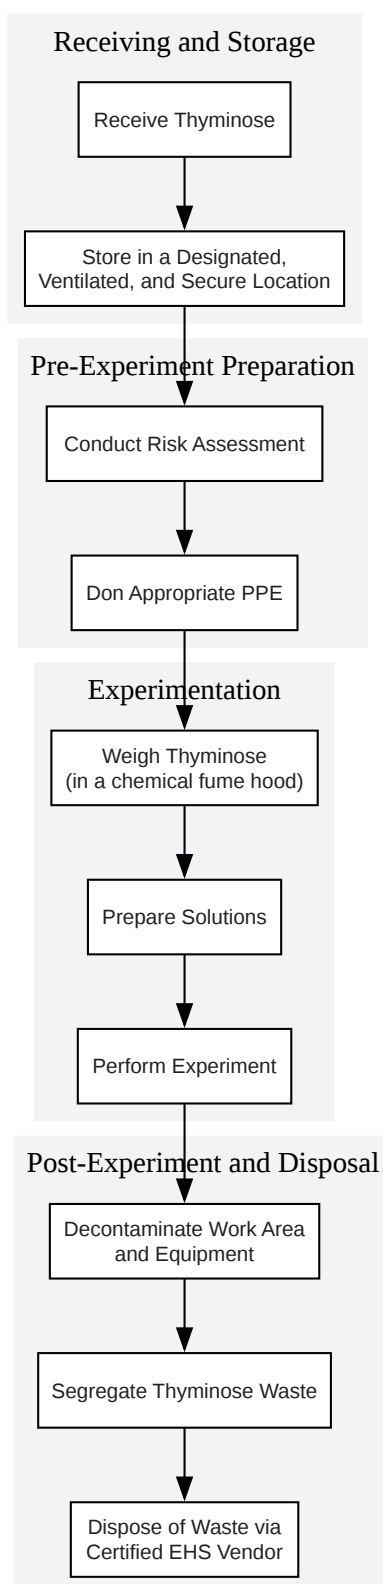 Receiving and Storage
Receive Thyminose
Store in a Designated,
Ventilated, and Secure Location
Pre-Experiment Preparation
Conduct Risk Assessment
Don Appropriate PPE
Experimentation
Weigh Thyminose
(in a chemical fume hood)
Prepare Solutions
Perform Experiment
Post-Experiment and Disposal
Decontaminate Work Area
and Equipment
Segregate Thyminose Waste
Dispose of Waste via
Certified EHS Vendor